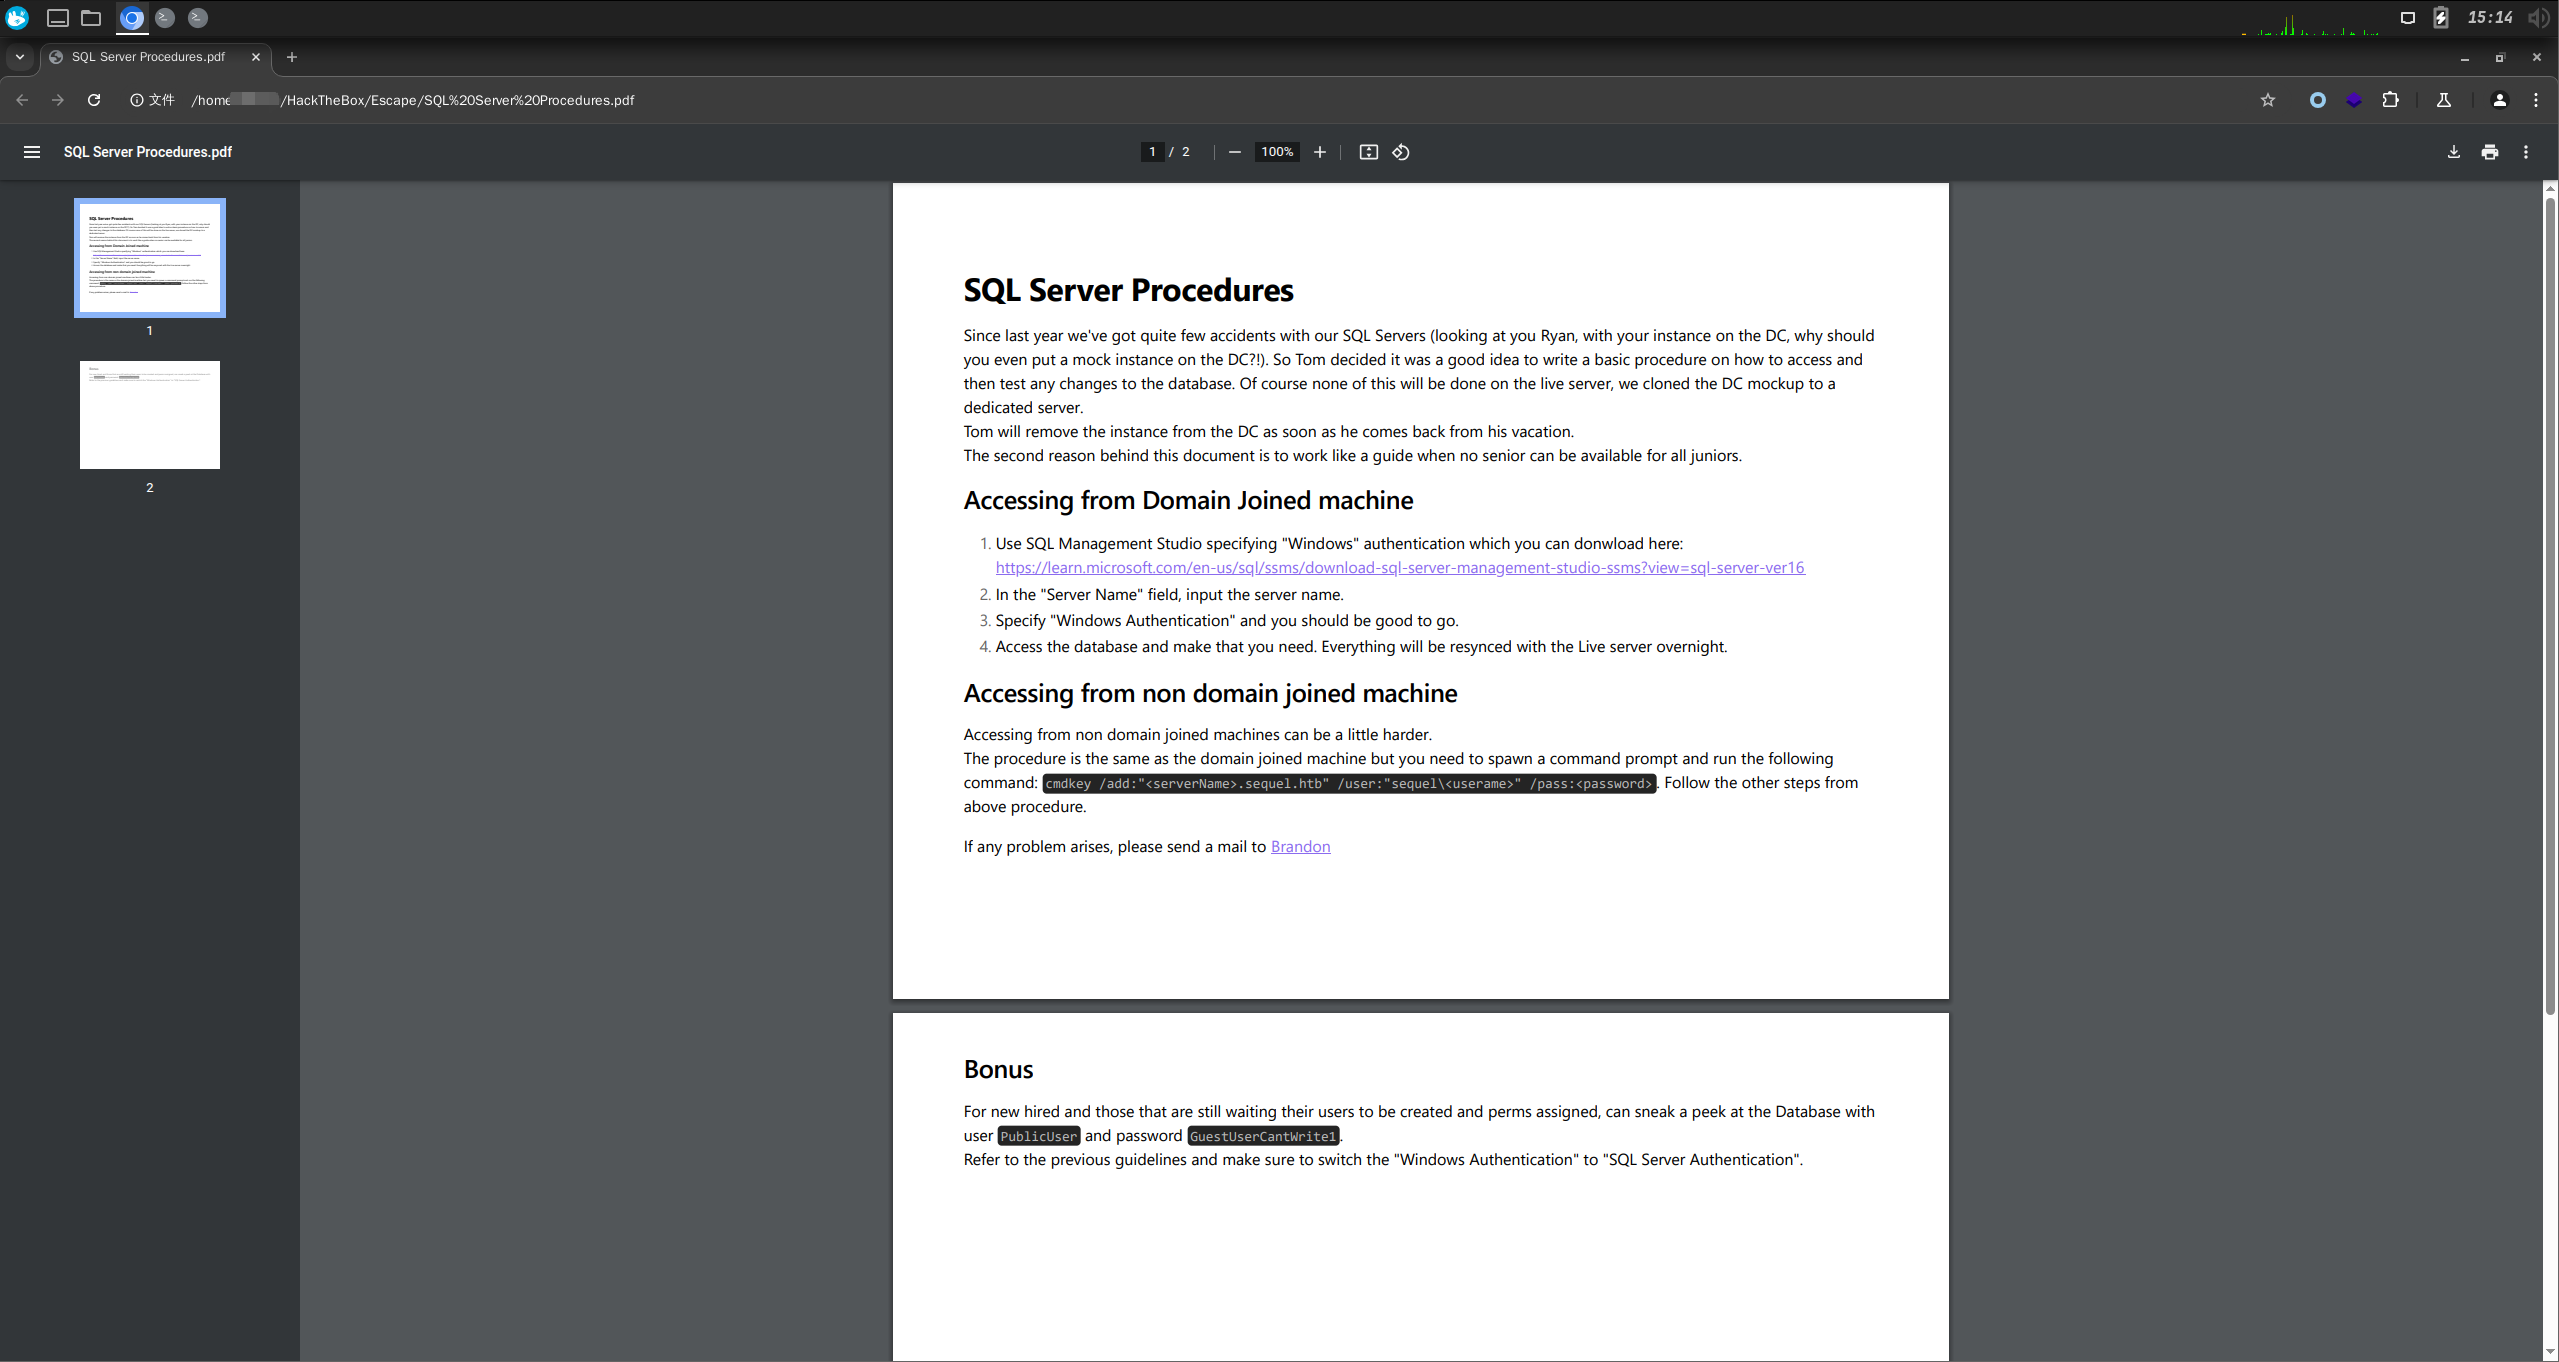 15:14
SQL Server Procedures.pdf
文件 /home /HackTheBox/Escape/SQL%20Server%20Procedures.pdf
SQL Server Procedures.pdf
1 / 2
100%
1
2
SQL Server Procedures
Since last year we've got quite few accidents with our SQL Servers (looking at you Ryan, with your instance on the DC, why should
you even put a mock instance on the DC?!). So Tom decided it was a good idea to write a basic procedure on how to access and
then test any changes to the database. Of course none of this will be done on the live server, we cloned the DC mockup to a
dedicated server.
Tom will remove the instance from the DC as soon as he comes back from his vacation.
The second reason behind this document is to work like a guide when no senior can be available for all juniors.
Accessing from Domain Joined machine
1. Use SQL Management Studio specifying "Windows" authentication which you can donwload here:
https://learn.microsoft.com/en-us/sql/ssms/download-sql-server-management-studio-ssms?view=sql-server-ver16
2. In the "Server Name" field, input the server name.
3. Specify "Windows Authentication" and you should be good to go.
4. Access the database and make that you need. Everything will be resynced with the Live server overnight.
Accessing from non domain joined machine
Accessing from non domain joined machines can be a little harder.
The procedure is the same as the domain joined machine but you need to spawn a command prompt and run the following
command: cmdkey /add:"<serverName>.sequel.htb" /user:"sequel\<userame>" /pass:<password>. Follow the other steps from
above procedure.
If any problem arises, please send a mail to Brandon
Bonus
For new hired and those that are still waiting their users to be created and perms assigned, can sneak a peek at the Database with
user PublicUser and password GuestUserCantWrite1.
Refer to the previous guidelines and make sure to switch the "Windows Authentication" to "SQL Server Authentication".